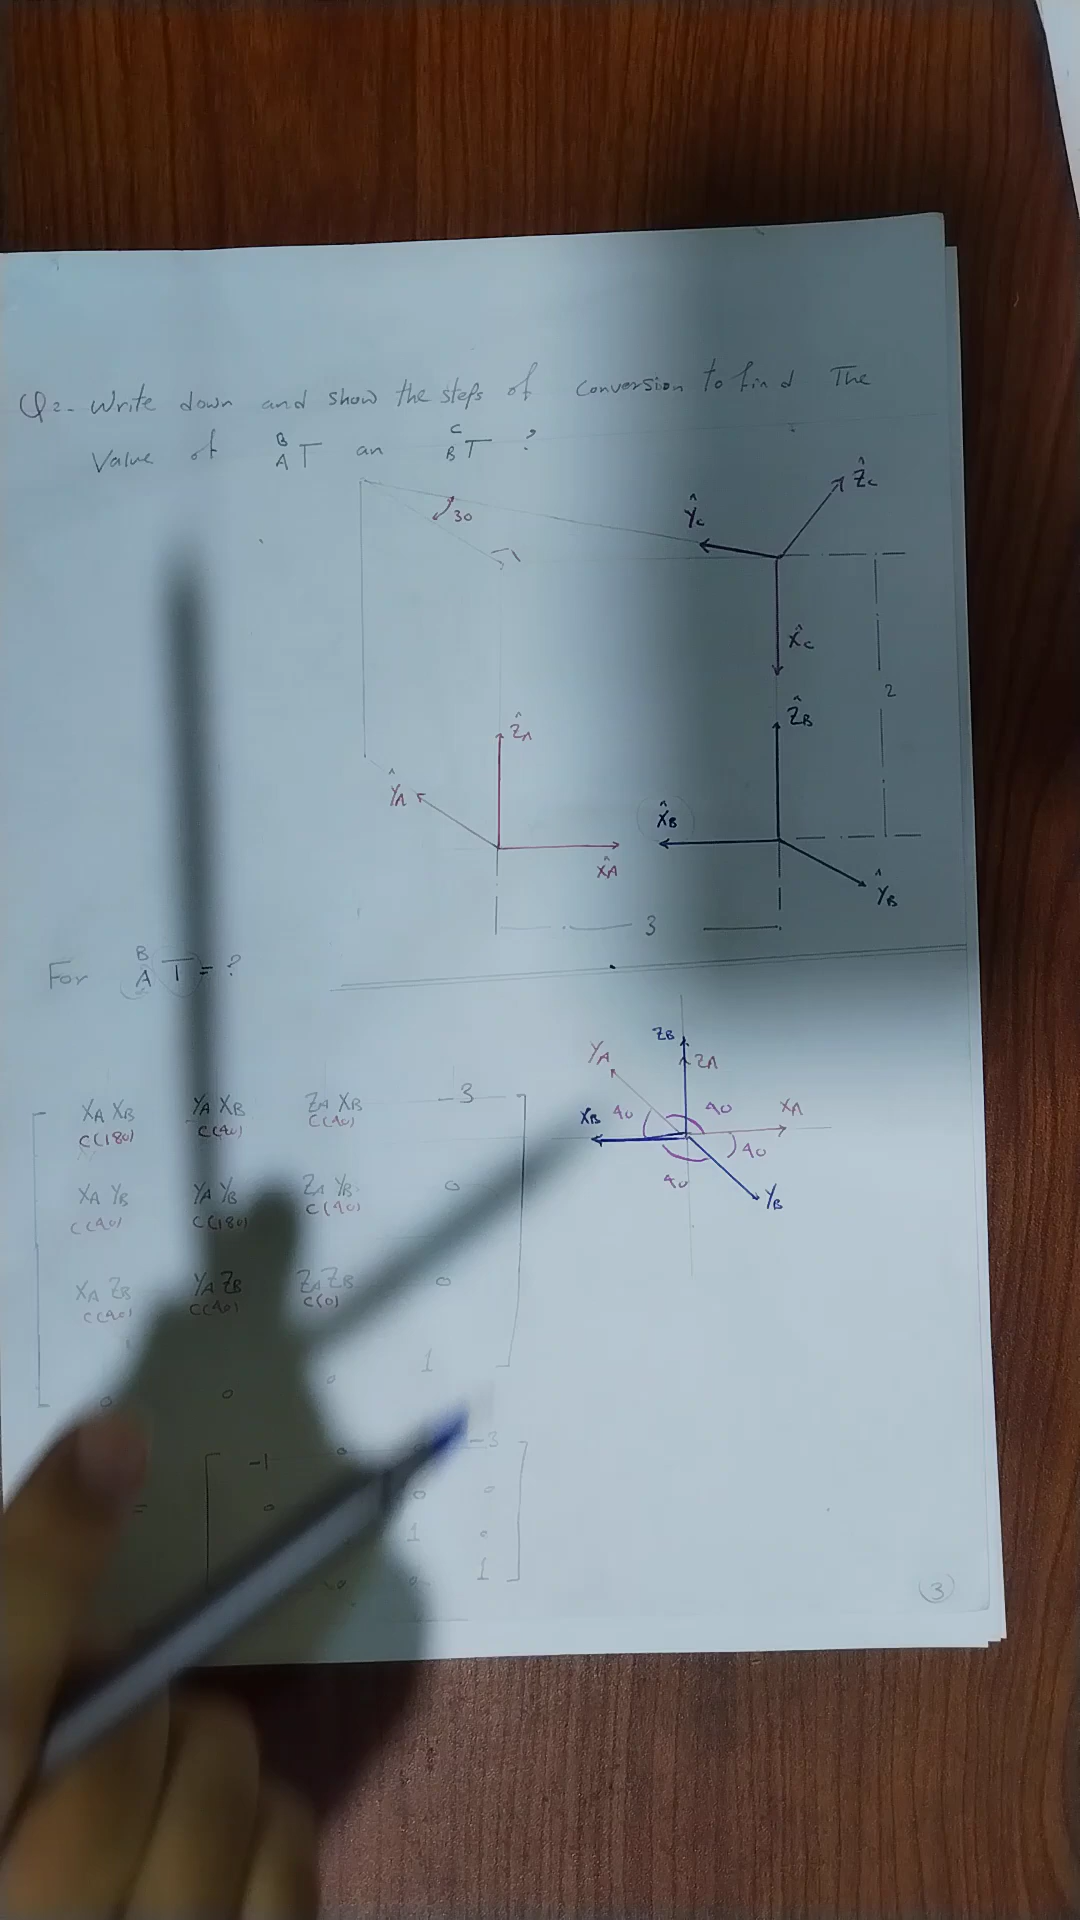 Q2- Write down and show the steps of conversion to find The
Value of B A T an C B T ?
30
ŶC
ẐC
X̂C
2
ẐA
ẐB
ŶA
X̂B
X̂A
ŶB
3
For B A T = ?
XA XB YA XB ZA XB -3
C(180) C(90) C(90)
XA YB YA YB ZA YB 0
C(90) C(180) C(90)
XA ZB YA ZB ZA ZB 0
C(90) C(90) C(0)
0 0 0 1
ZB
ZA
YA
XB 90 90 XA
90
90
YB
= -1 0 -3
0 0 0
1 0
0 0 1
3